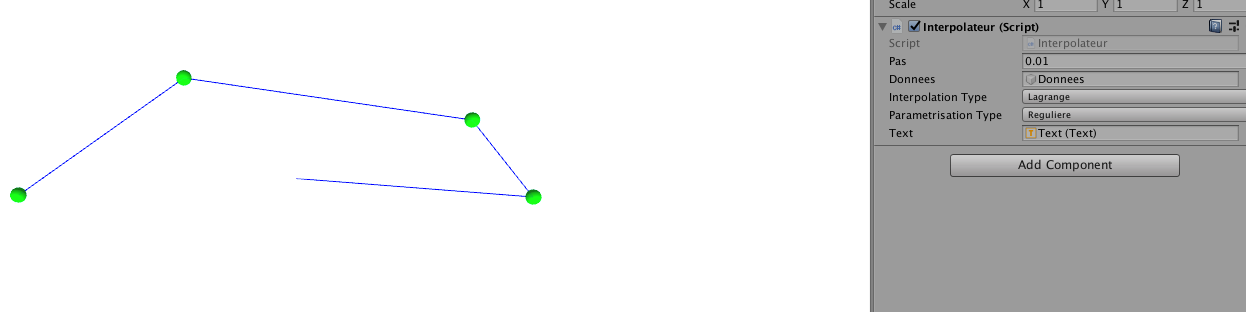 Scale X 1 Y 1 Z 1
Interpolateur (Script)
Script Interpolateur
Pas 0.01
Donnees Donnees
Interpolation Type Lagrange
Parametrisation Type Reguliere
Text Text (Text)
Add Component